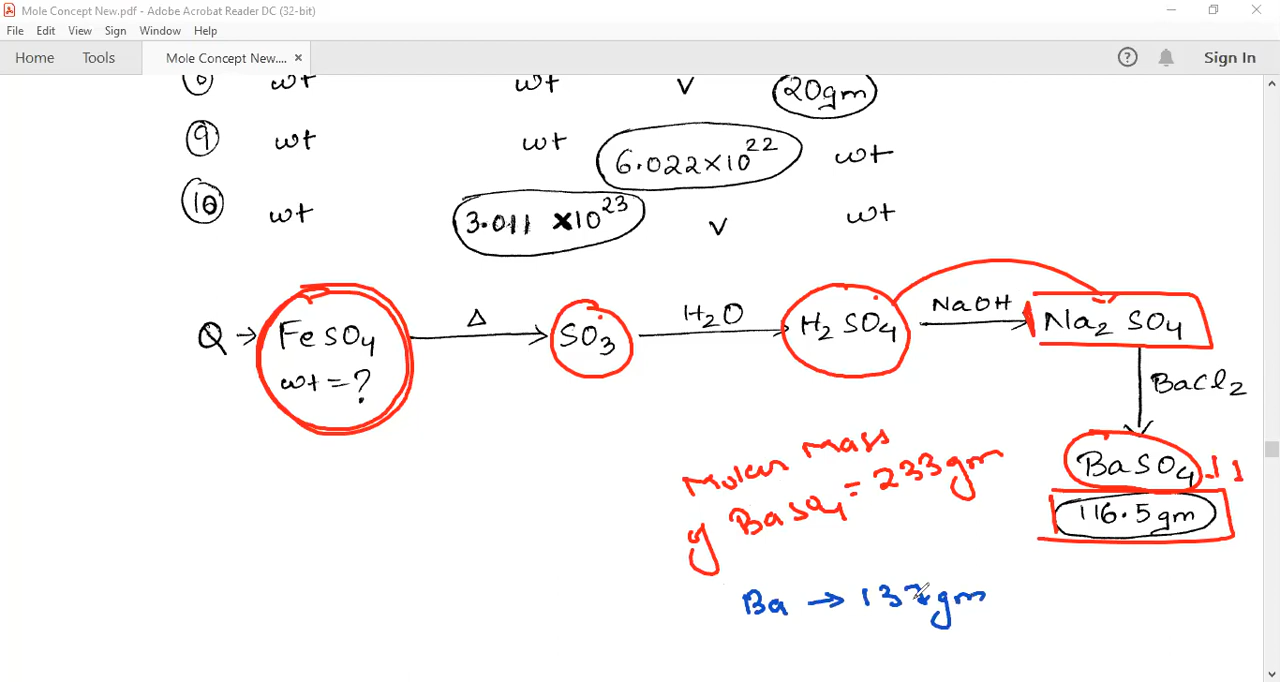 Mole Concept New.pdf - Adobe Acrobat Reader DC (32-bit)
File Edit View Sign Window Help
Home Tools Mole Concept New.... × Sign In
wt wt V 20gm
9 wt wt 6.022×10²² wt
10 wt 3.011 ×10²³ V wt
Q → FeSO4 Δ SO3 H2O H2SO4 NaOH Na2SO4
wt = ?
BaCl2
Molar Mass
of BaSO4 = 233gm
BaSO4 ↓↓
116.5gm
Ba → 137gm